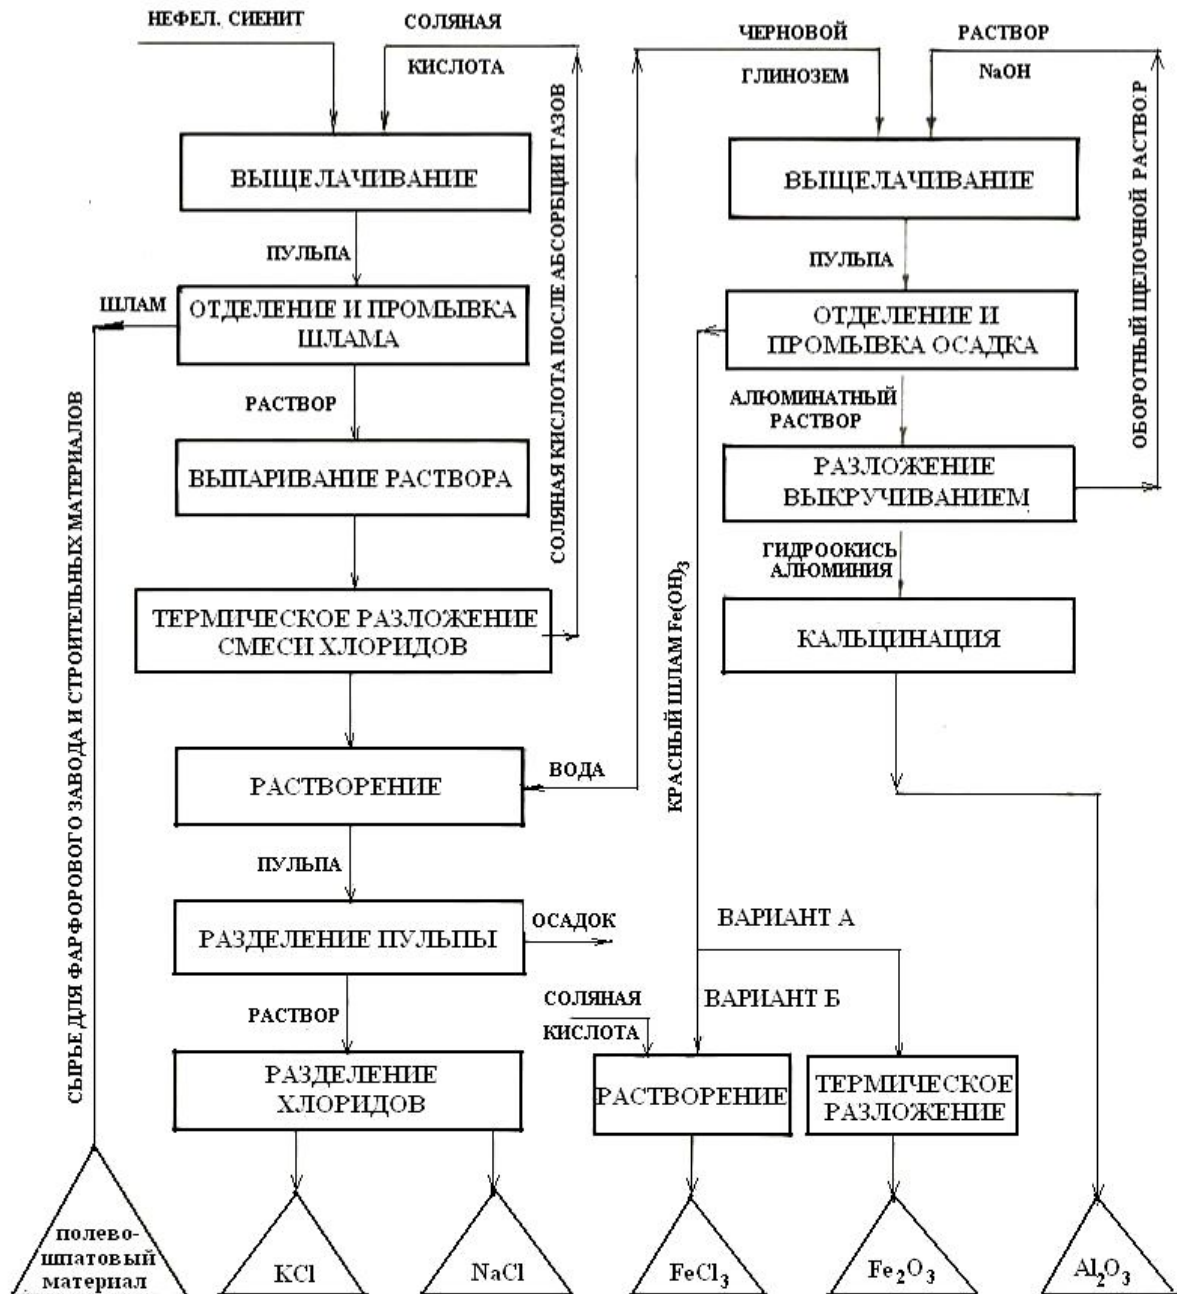 НЕФЕЛ. СИЕНИТ
СОЛЯНАЯ
КИСЛОТА
ВЫЩЕЛАЧИВАНИЕ
ПУЛЬПА
ШЛАМ
ОТДЕЛЕНИЕ И ПРОМЫВКА
ШЛАМА
РАСТВОР
ВЫПАРИВАНИЕ РАСТВОРА
ТЕРМИЧЕСКОЕ РАЗЛОЖЕНИЕ
СМЕСИ ХЛОРИДОВ
СОЛЯНАЯ КИСЛОТА ПОСЛЕ АБСОРБЦИИ ГАЗОВ
РАСТВОРЕНИЕ
ВОДА
ПУЛЬПА
РАЗДЕЛЕНИЕ ПУЛЬПЫ
ОСАДОК
РАСТВОР
РАЗДЕЛЕНИЕ
ХЛОРИДОВ
СЫРЬЕ ДЛЯ ФАРФОРОВОГО ЗАВОДА И СТРОИТЕЛЬНЫХ МАТЕРИАЛОВ
ЧЕРНОВОЙ
ГЛИНОЗЕМ
РАСТВОР
NaOH
ВЫЩЕЛАЧИВАНИЕ
ПУЛЬПА
ОТДЕЛЕНИЕ И
ПРОМЫВКА ОСАДКА
АЛЮМИНАТНЫЙ
РАСТВОР
РАЗЛОЖЕНИЕ
ВЫКРУЧИВАНИЕМ
ОБОРОТНЫЙ ЩЕЛОЧНОЙ РАСТВОР
ГИДРООКИСЬ
АЛЮМИНИЯ
КАЛЬЦИНАЦИЯ
КРАСНЫЙ ШЛАМ Fe(OH)3
ВАРИАНТ А
ВАРИАНТ Б
СОЛЯНАЯ
КИСЛОТА
РАСТВОРЕНИЕ
ТЕРМИЧЕСКОЕ
РАЗЛОЖЕНИЕ
полево-
шпатовый
материал
KCl
NaCl
FeCl3
Fe2O3
Al2O3